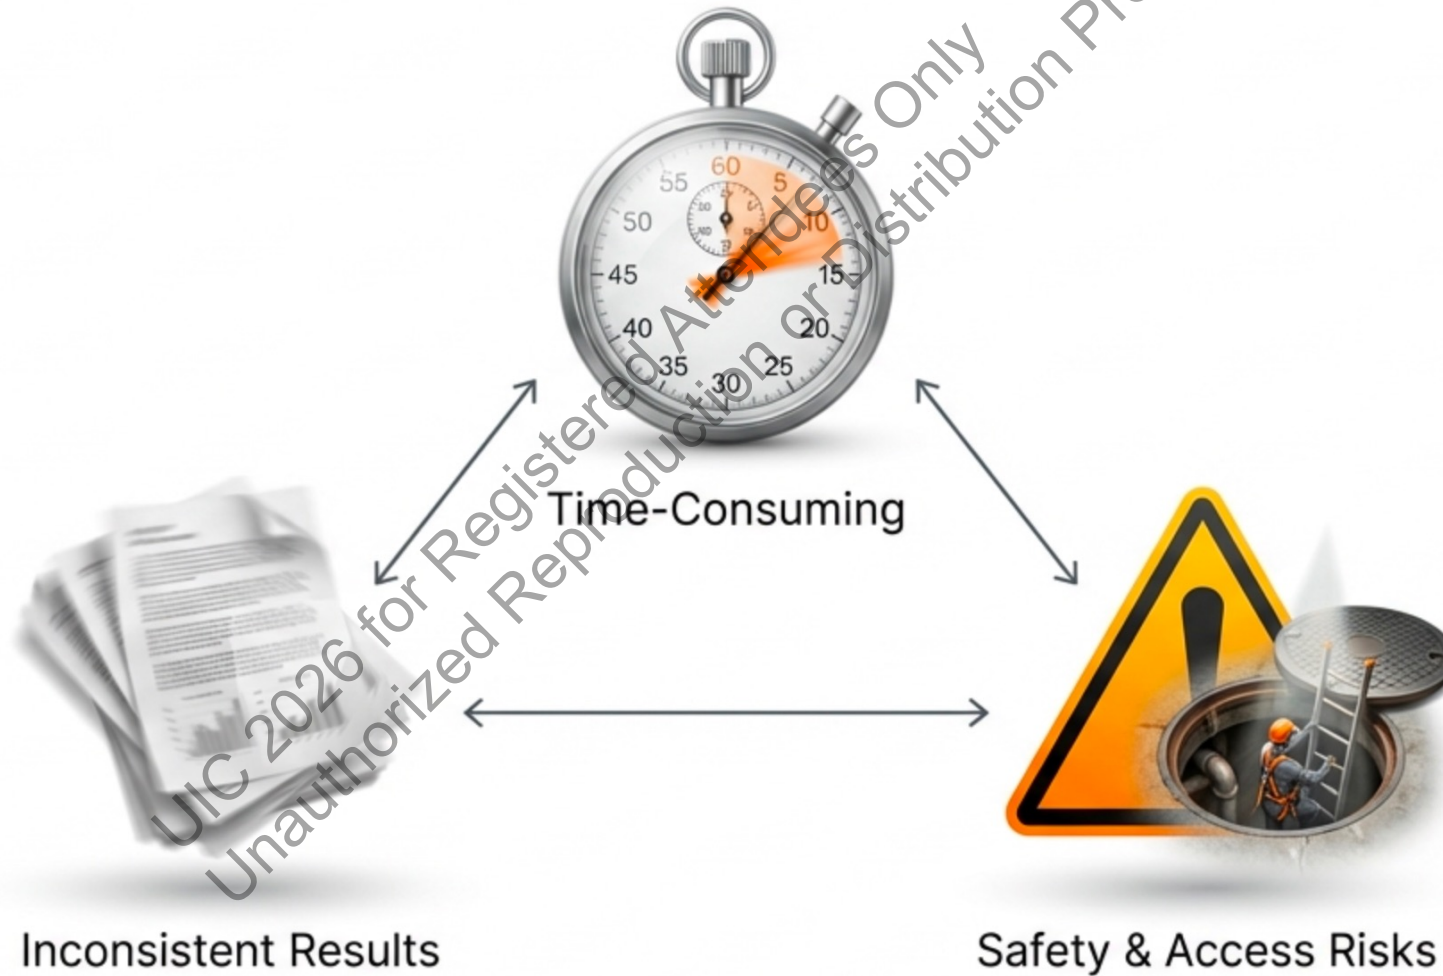 60
55 5
50 10
45 15
40 20
35 25
30
Time-Consuming
Inconsistent Results
Safety & Access Risks
UIC 2026 for Registered Attendees Only
Unauthorized Reproduction or Distribution